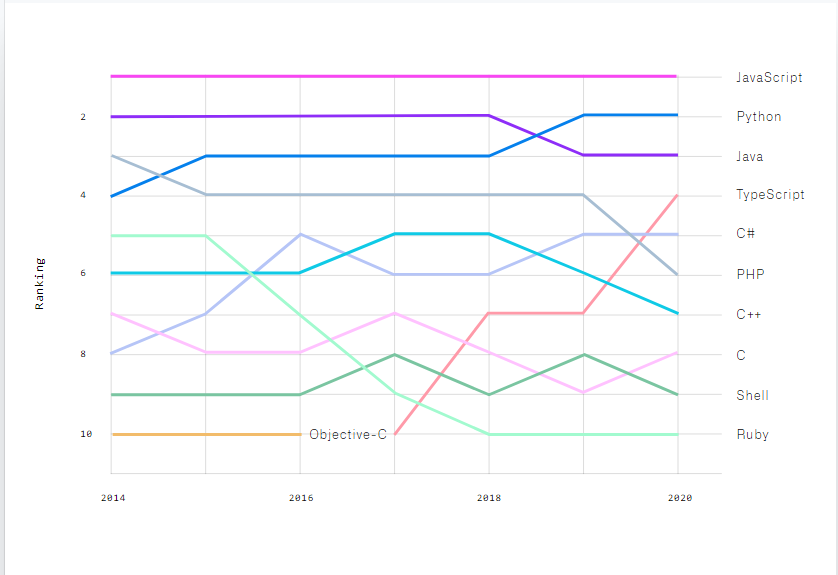 JavaScript
2
Python
Java
4
TypeScript
C#
Ranking
6
PHP
C++
8
C
Shell
10
Objective-C
Ruby
2014
2016
2018
2020